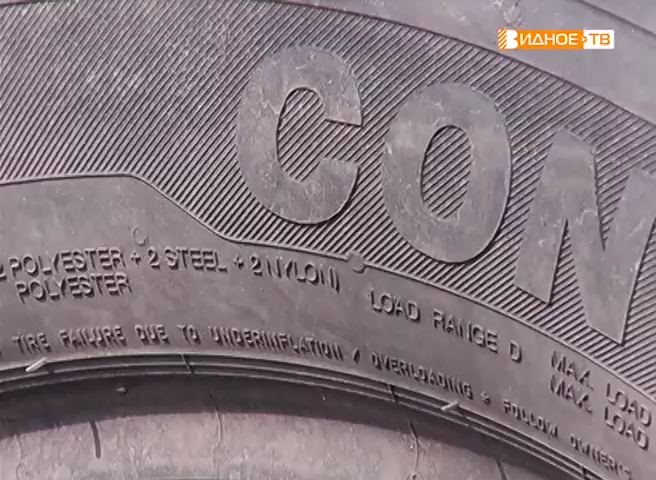 ВИДНОЕ ТВ
CON
2 POLYESTER + 2 STEEL + 2 NYLON)
POLYESTER
LOAD RANGE D
MAX. LOAD
MAX. LOAD
TIRE FAILURE DUE TO UNDERINFLATION / OVERLOADING + FOLLOW OWNER'S